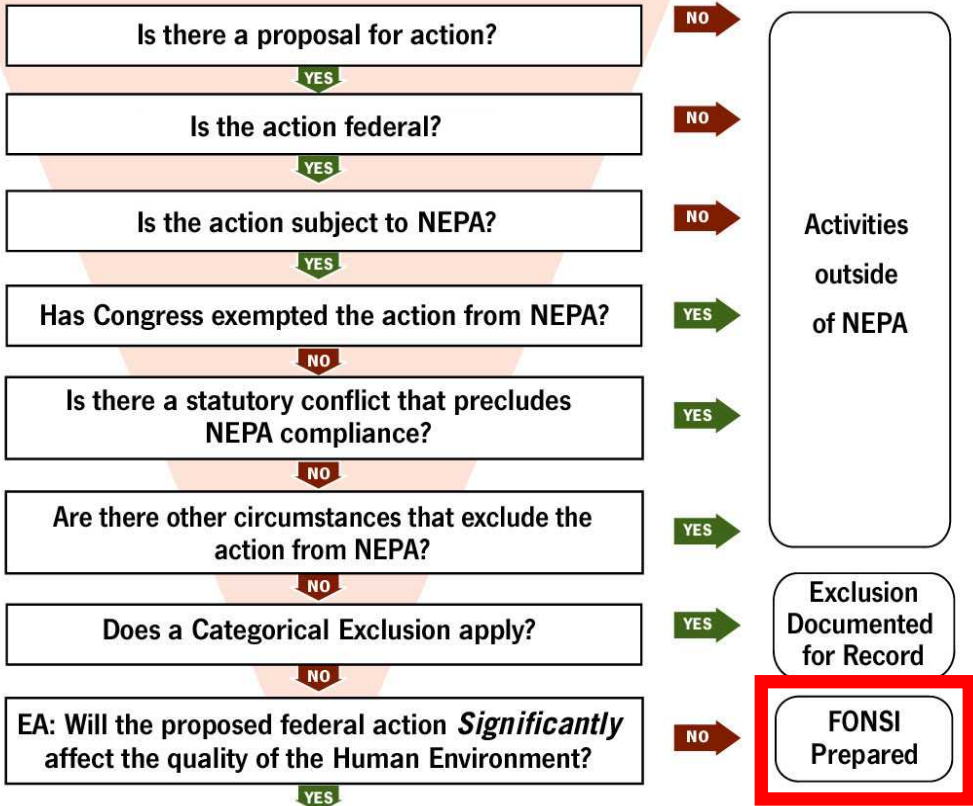 Is there a proposal for action?
NO
YES
Is the action federal?
NO
YES
Is the action subject to NEPA?
NO
YES
Has Congress exempted the action from NEPA?
YES
NO
Is there a statutory conflict that precludes
NEPA compliance?
YES
NO
Are there other circumstances that exclude the
action from NEPA?
YES
NO
Activities
outside
of NEPA
Does a Categorical Exclusion apply?
YES
Exclusion
Documented
for Record
NO
EA: Will the proposed federal action Significantly
affect the quality of the Human Environment?
NO
FONSI
Prepared
YES